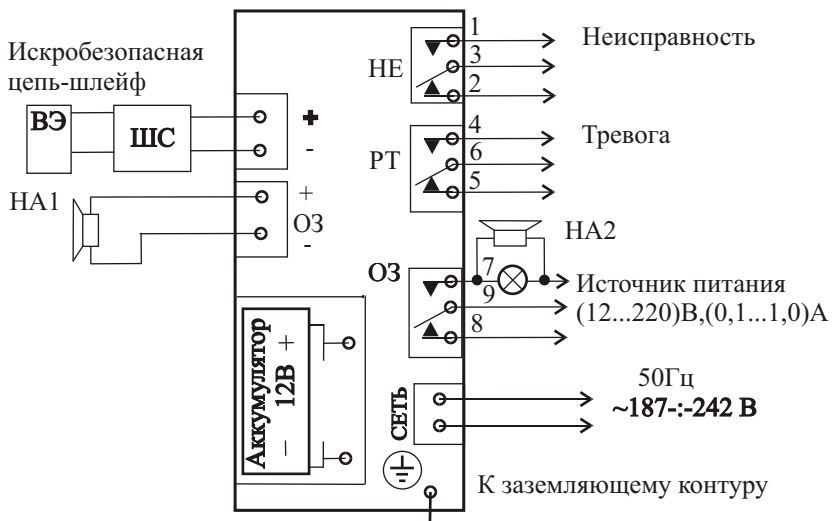 Искробезопасная
цепь-шлейф
ВЭ
ШС
+
-
НА1
+
ОЗ
-
Аккумулятор
12В
+
–
НЕ
1
3
2
Неисправность
РТ
4
6
5
Тревога
НА2
ОЗ
7
9
8
Источник питания
(12...220)В,(0,1...1,0)А
СЕТЬ
50Гц
~187-:-242 В
К заземляющему контуру